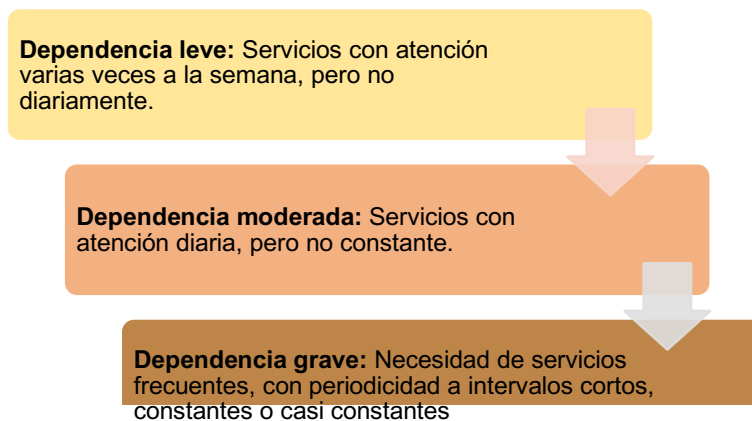 Dependencia leve: Servicios con atención
varias veces a la semana, pero no
diariamente.
Dependencia moderada: Servicios con
atención diaria, pero no constante.
Dependencia grave: Necesidad de servicios
frecuentes, con periodicidad a intervalos cortos,
constantes o casi constantes